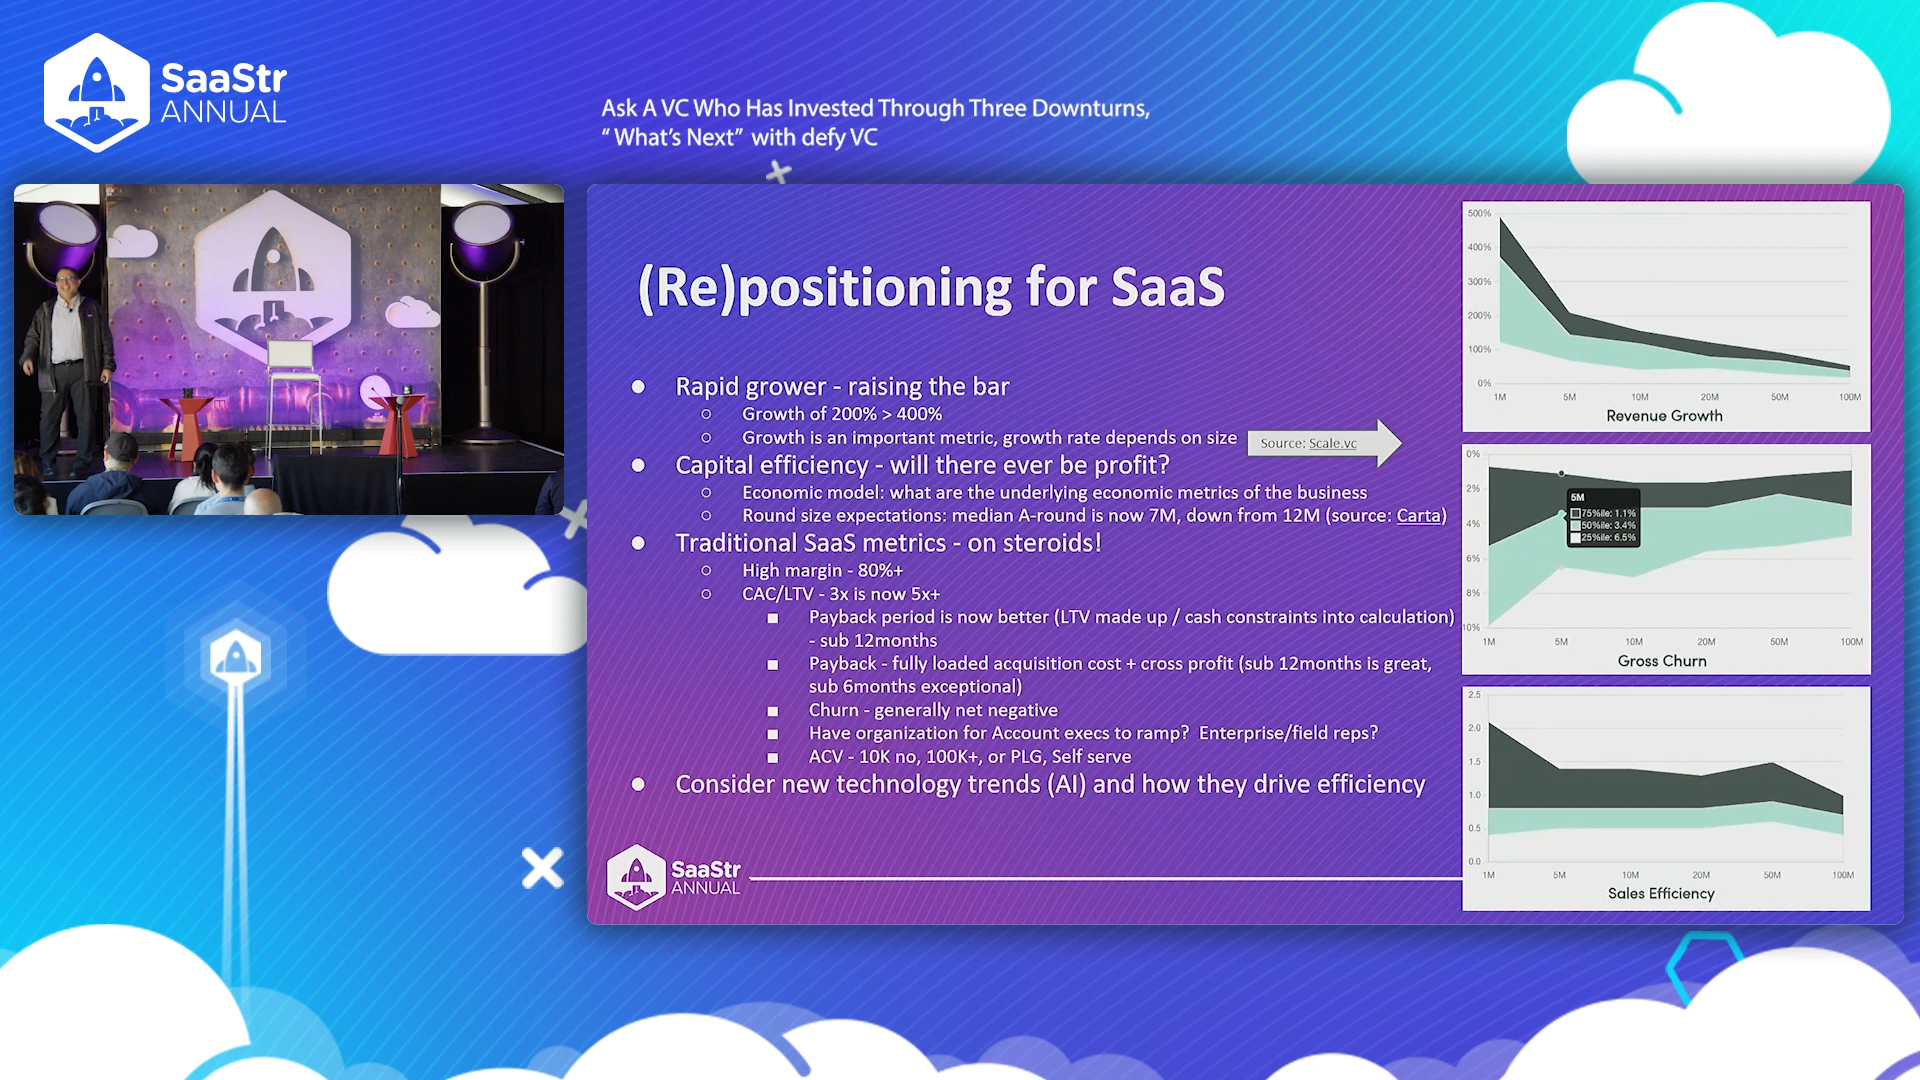 SaaStr
ANNUAL
Ask A VC Who Has Invested Through Three Downturns,
“ What's Next” with defy VC
(Re)positioning for SaaS
● Rapid grower - raising the bar
○ Growth of 200% > 400%
○ Growth is an important metric, growth rate depends on size
Source: Scale.vc
● Capital efficiency - will there ever be profit?
○ Economic model: what are the underlying economic metrics of the business
○ Round size expectations: median A-round is now 7M, down from 12M (source: Carta)
● Traditional SaaS metrics - on steroids!
○ High margin - 80%+
○ CAC/LTV - 3x is now 5x+
■ Payback period is now better (LTV made up / cash constraints into calculation)
- sub 12months
■ Payback - fully loaded acquisition cost + cross profit (sub 12months is great,
sub 6months exceptional)
■ Churn - generally net negative
■ Have organization for Account execs to ramp?  Enterprise/field reps?
■ ACV - 10K no, 100K+, or PLG, Self serve
● Consider new technology trends (AI) and how they drive efficiency
SaaStr
ANNUAL
500%
400%
300%
200%
100%
0%
1M 5M 10M 20M 50M 100M
Revenue Growth
0%
2%
4%
6%
8%
10%
5M
75%ile: 1.1%
50%ile: 3.4%
25%ile: 6.5%
1M 5M 10M 20M 50M 100M
Gross Churn
2.5
2.0
1.5
1.0
0.5
0.0
1M 5M 10M 20M 50M 100M
Sales Efficiency